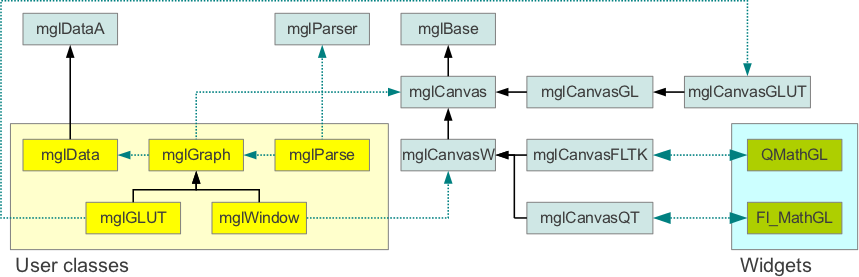 mglDataA
mglParser
mglBase
mglCanvas
mglCanvasGL
mglCanvasGLUT
mglData
mglGraph
mglParse
mglCanvasW
mglCanvasFLTK
QMathGL
mglGLUT
mglWindow
mglCanvasQT
Fl_MathGL
User classes
Widgets